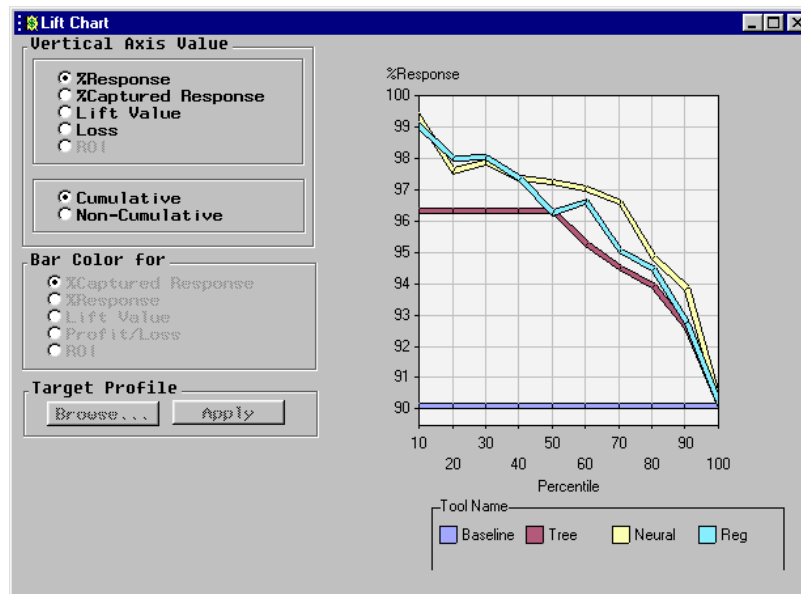 Lift Chart
Vertical Axis Value
%Response
%Captured Response
Lift Value
Loss
ROI
Cumulative
Non-Cumulative
Bar Color for
%Captured Response
%Response
Lift Value
Profit/Loss
ROI
Target Profile
Browse... Apply
%Response
100
99
98
97
96
95
94
93
92
91
90
10 30 50 70 90
20 40 60 80 100
Percentile
Tool Name
Baseline Tree Neural Reg